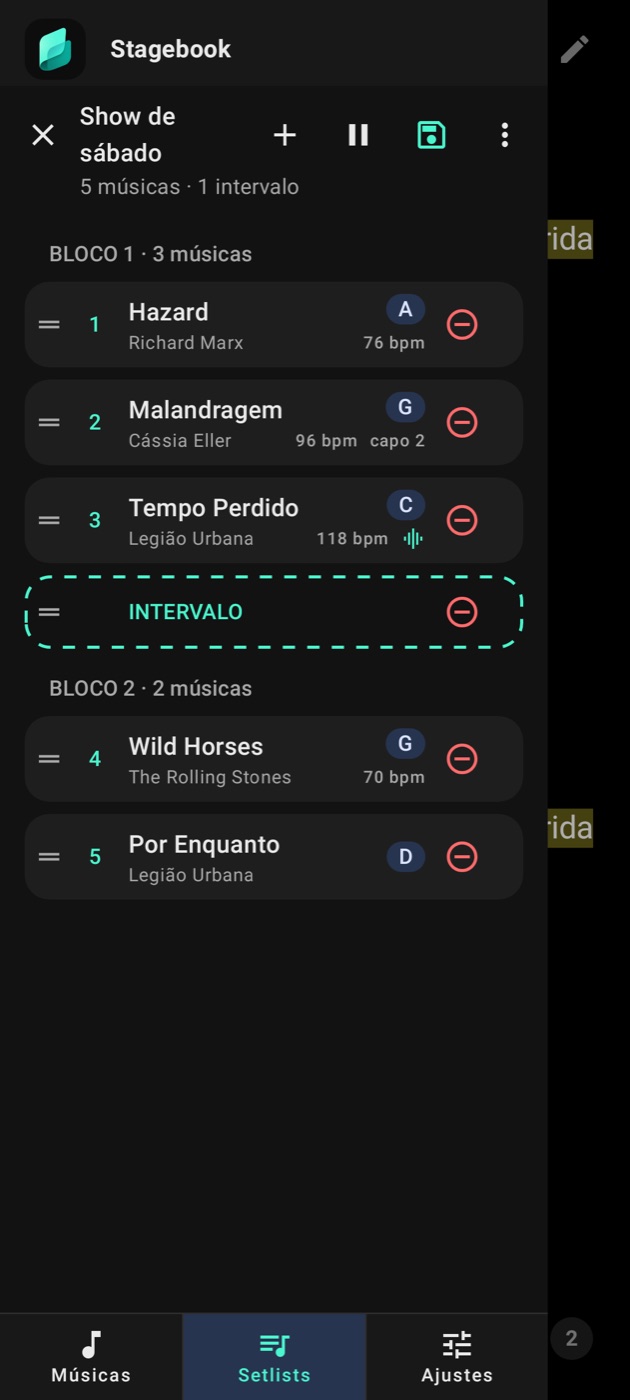 Stagebook
Show de
sábado
5 músicas · 1 intervalo
rida
BLOCO 1 · 3 músicas
1 Hazard A
Richard Marx 76 bpm
2 Malandragem G
Cássia Eller 96 bpm capo 2
3 Tempo Perdido C
Legião Urbana 118 bpm
INTERVALO
BLOCO 2 · 2 músicas
4 Wild Horses G
The Rolling Stones 70 bpm
rida
5 Por Enquanto D
Legião Urbana
2
Músicas Setlists Ajustes